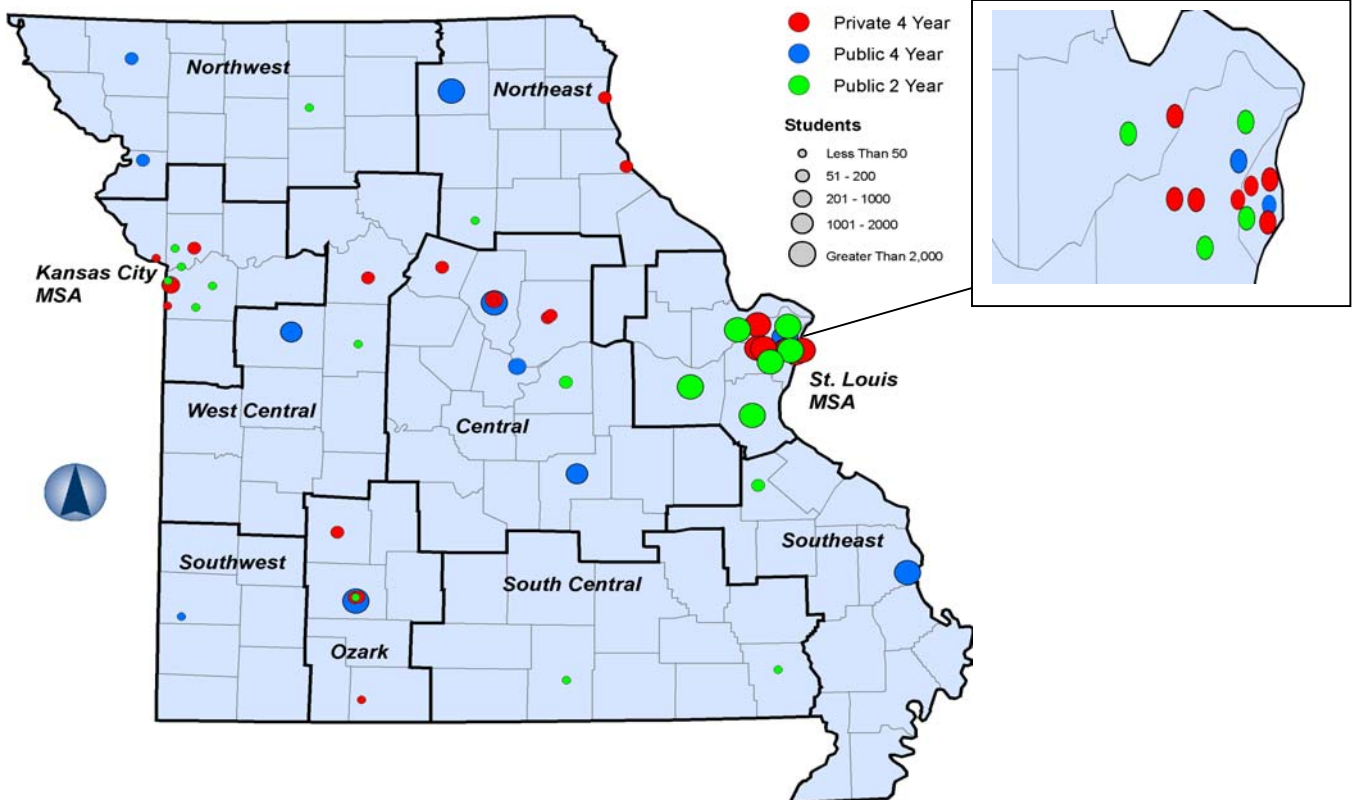 Northwest
Northeast
Private 4 Year
Public 4 Year
Public 2 Year
Students
Less Than 50
51 - 200
201 - 1000
1001 - 2000
Greater Than 2,000
Kansas City
MSA
St. Louis
MSA
West Central
Central
Southwest
South Central
Southeast
Ozark